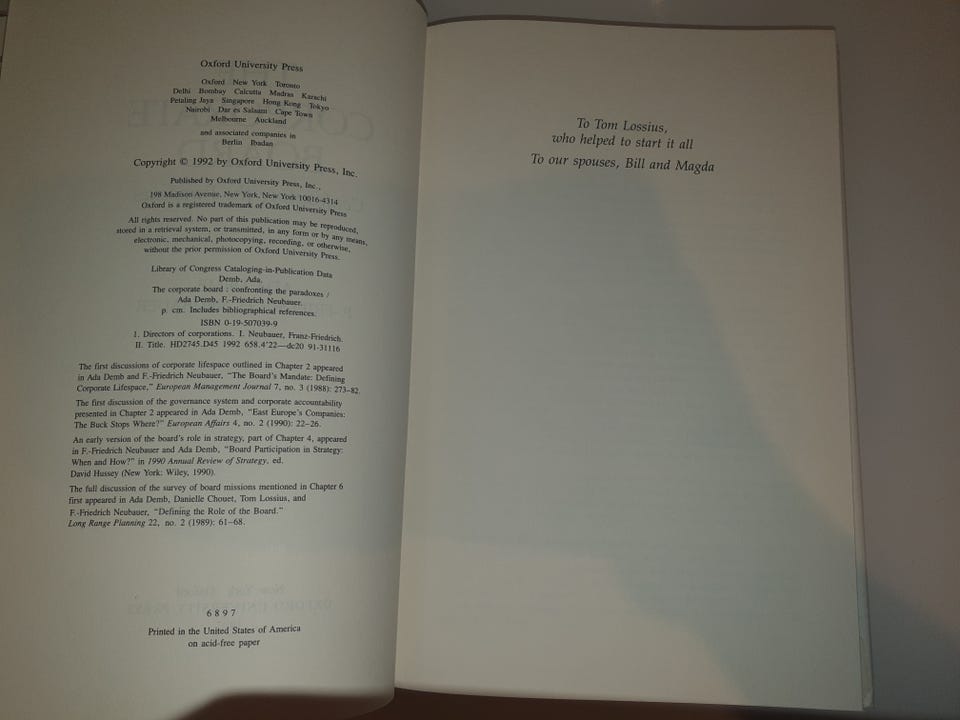 Oxford University Press
Oxford New York Toronto
Delhi Bombay Calcutta Madras Karachi
Petaling Jaya Singapore Hong Kong Tokyo
Nairobi Dar es Salaam Cape Town
Melbourne Auckland
and associated companies in
Berlin Ibadan
Copyright © 1992 by Oxford University Press, Inc.
Published by Oxford University Press, Inc.,
198 Madison Avenue, New York, New York 10016-4314
Oxford is a registered trademark of Oxford University Press
All rights reserved. No part of this publication may be reproduced,
stored in a retrieval system, or transmitted, in any form or by any means,
electronic, mechanical, photocopying, recording, or otherwise,
without the prior permission of Oxford University Press.
Library of Congress Cataloging-in-Publication Data
Demb, Ada.
The corporate board : confronting the paradoxes /
Ada Demb, F.-Friedrich Neubauer.
p. cm. Includes bibliographical references.
ISBN 0-19-507039-9
1. Directors of corporations. I. Neubauer, Franz-Friedrich.
II. Title. HD2745.D45 1992 658.4'22—dc20 91-31116
The first discussions of corporate lifespace outlined in Chapter 2 appeared
in Ada Demb and F.-Friedrich Neubauer, "The Board's Mandate: Defining
Corporate Lifespace," European Management Journal 7, no. 3 (1988): 273–82.
The first discussion of the governance system and corporate accountability
presented in Chapter 2 appeared in Ada Demb, "East Europe's Companies:
The Buck Stops Where?" European Affairs 4, no. 2 (1990): 22–26.
An early version of the board's role in strategy, part of Chapter 4, appeared
in F.-Friedrich Neubauer and Ada Demb, "Board Participation in Strategy:
When and How?" in 1990 Annual Review of Strategy, ed.
David Hussey (New York: Wiley, 1990).
The full discussion of the survey of board missions mentioned in Chapter 6
first appeared in Ada Demb, Danielle Chouet, Tom Lossius, and
F.-Friedrich Neubauer, "Defining the Role of the Board."
Long Range Planning 22, no. 2 (1989): 61–68.
6 8 9 7
Printed in the United States of America
on acid-free paper
To Tom Lossius,
who helped to start it all
To our spouses, Bill and Magda